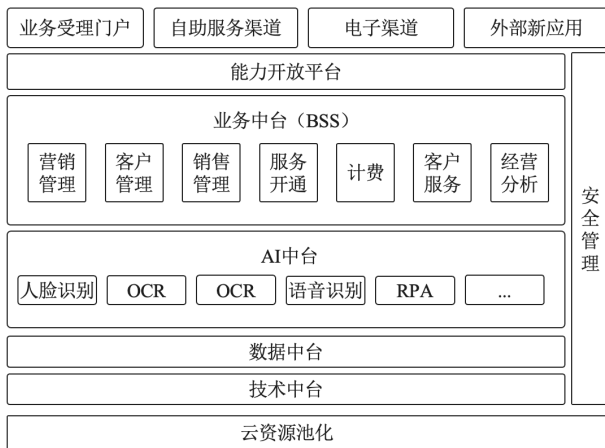 业务受理门户 自助服务渠道 电子渠道 外部新应用
能力开放平台
业务中台（BSS）
营销 客户 销售 服务 计费 客户 经营
管理 管理 管理 开通 服务 分析
AI中台
人脸识别 OCR OCR 语音识别 RPA ...
数据中台
技术中台
安
全
管
理
云资源池化